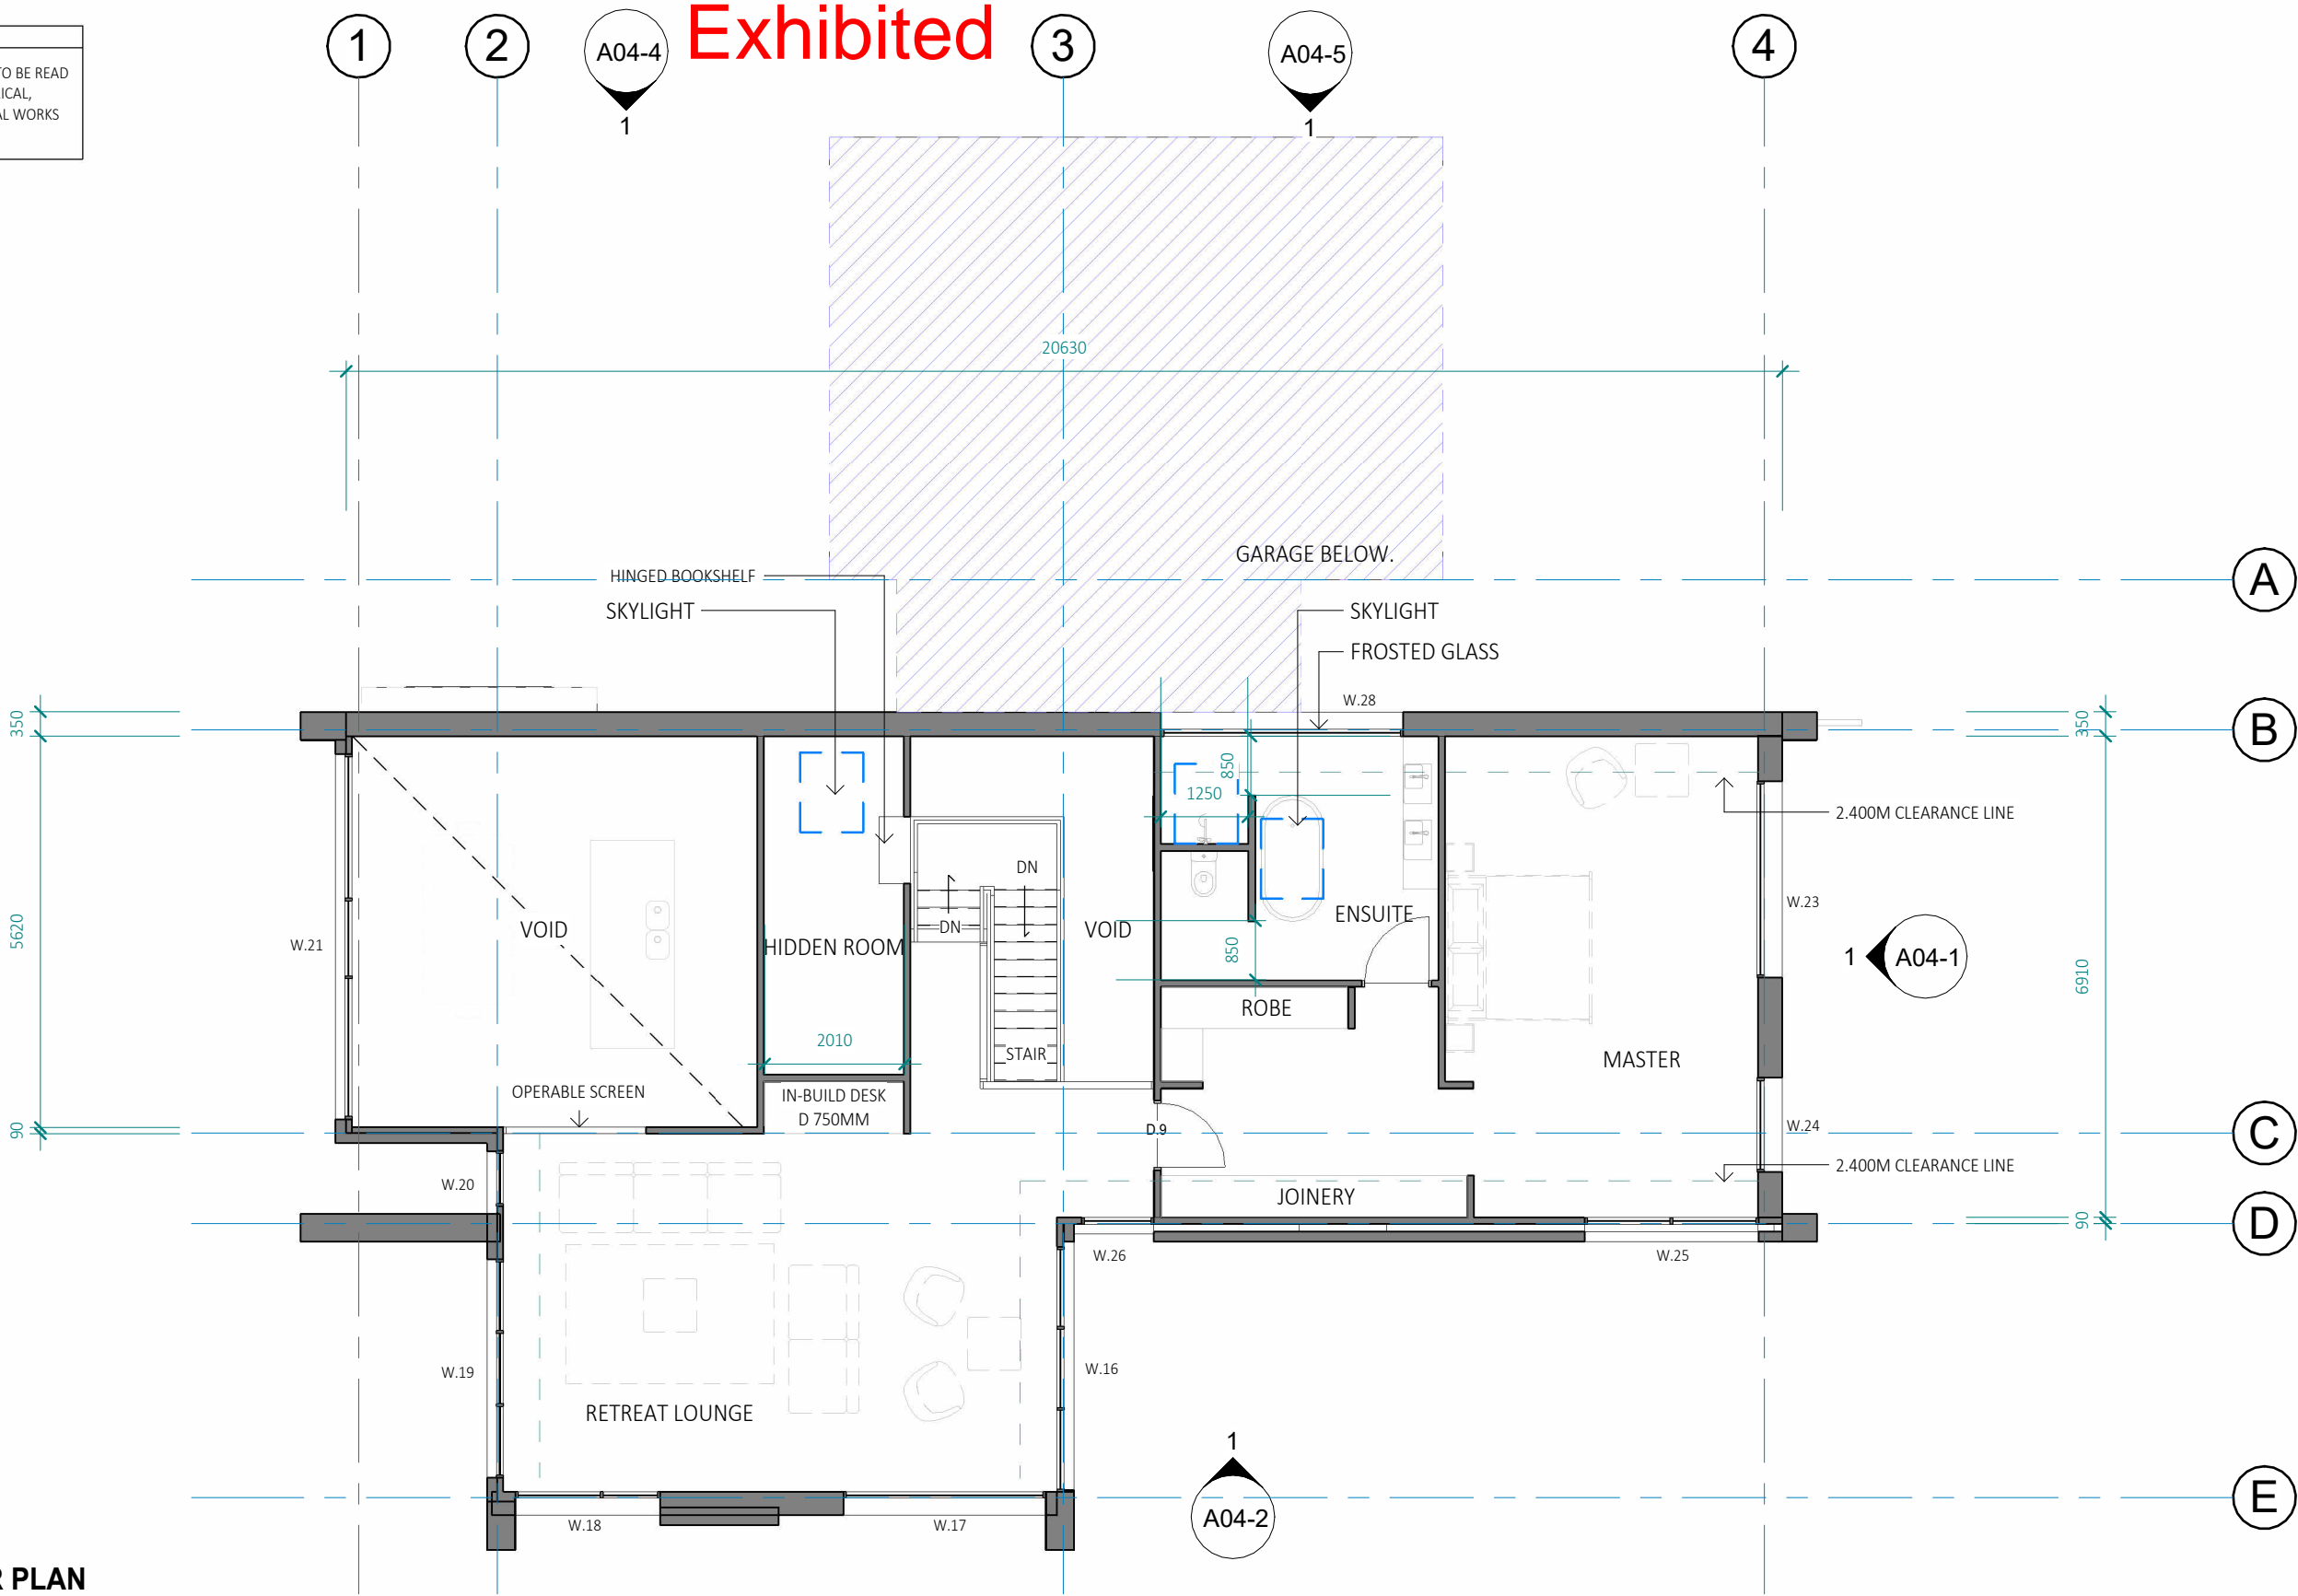 Exhibited
1
2
A04-4
1
3
A04-5
1
4
TO BE READ
WORKS
20630
GARAGE BELOW.
HINGED BOOKSHELF
SKYLIGHT
SKYLIGHT
FROSTED GLASS
W.28
A
B
350
350
850
1250
2.400M CLEARANCE LINE
DN
DN
VOID
VOID
HIDDEN ROOM
ENSUITE
W.21
W.23
1
A04-1
5620
850
6910
ROBE
2010
STAIR
MASTER
OPERABLE SCREEN
IN-BUILD DESK
D 750MM
90
D.9
W.24
C
2.400M CLEARANCE LINE
W.20
JOINERY
90
D
W.26
W.25
W.19
W.16
RETREAT LOUNGE
1
A04-2
W.18
W.17
E
PLAN